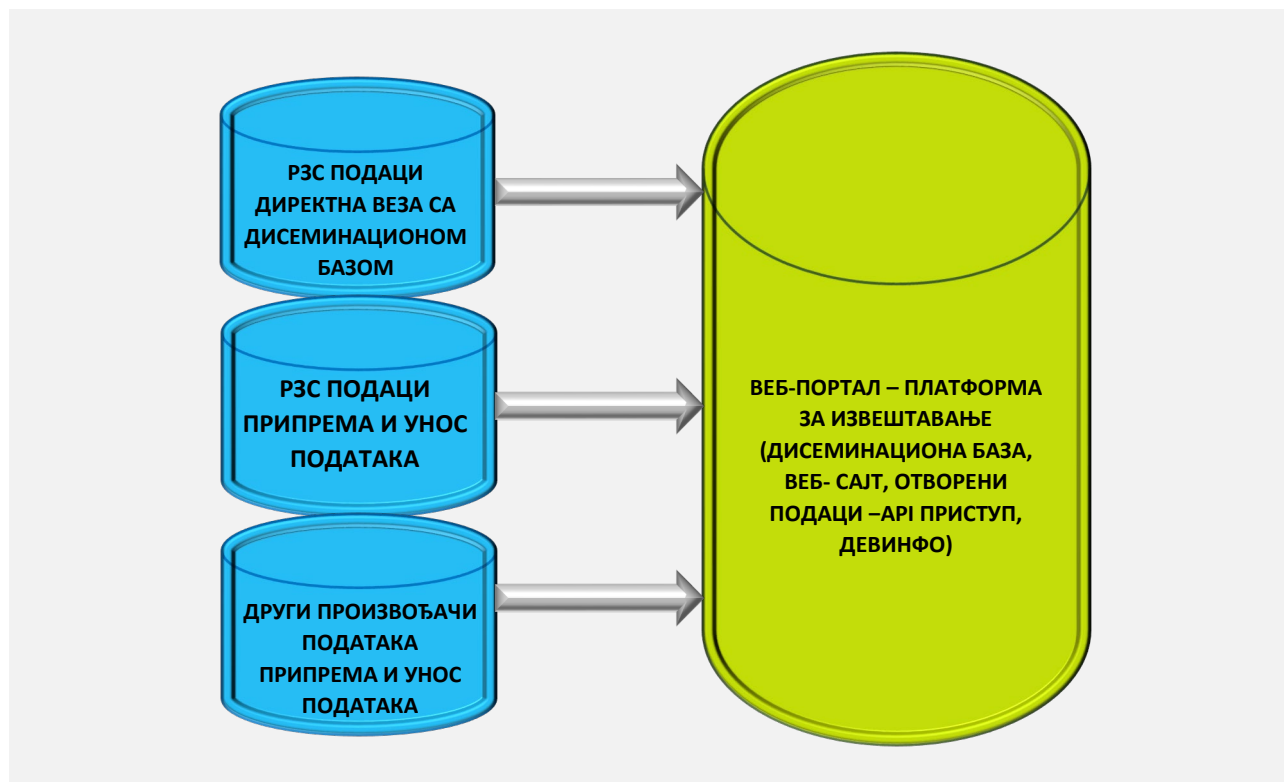 РЗС ПОДАЦИ
ДИРЕКТНА ВЕЗА СА
ДИСЕМИНАЦИОНОМ
БАЗОМ
РЗС ПОДАЦИ
ПРИПРЕМА И УНОС
ПОДАТАКА
ДРУГИ ПРОИЗВОЂАЧИ
ПОДАТАКА
ПРИПРЕМА И УНОС
ПОДАТАКА
ВЕБ-ПОРТАЛ – ПЛАТФОРМА
ЗА ИЗВЕШТАВАЊЕ
(ДИСЕМИНАЦИОНА БАЗА,
ВЕБ- САЈТ, ОТВОРЕНИ
ПОДАЦИ –API ПРИСТУП,
ДЕВИНФО)